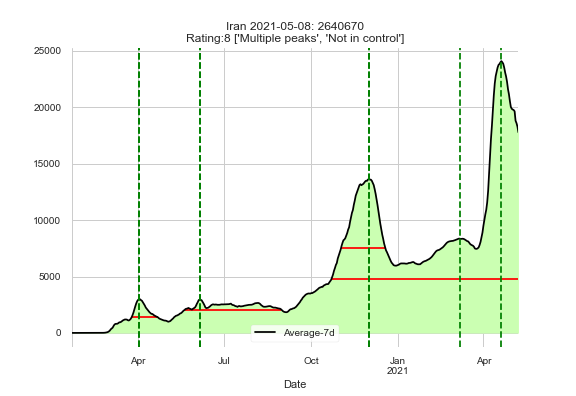 Iran 2021-05-08: 2640670
Rating:8 ['Multiple peaks', 'Not in control']
25000
20000
15000
10000
5000
0
Average-7d
Apr
Jul
Oct
Jan
2021
Apr
Date